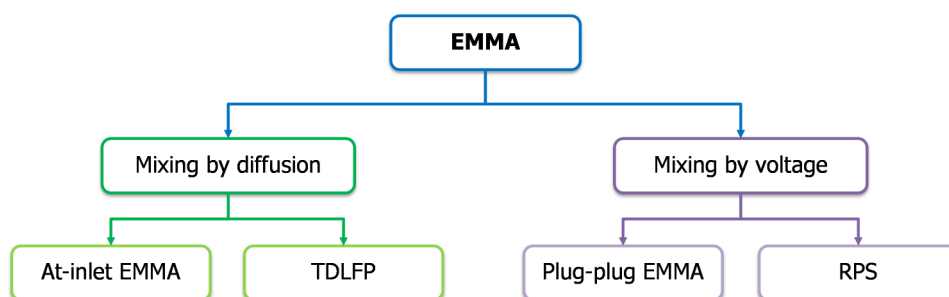 EMMA
Mixing by diffusion
Mixing by voltage
At-inlet EMMA
TDLFP
Plug-plug EMMA
RPS